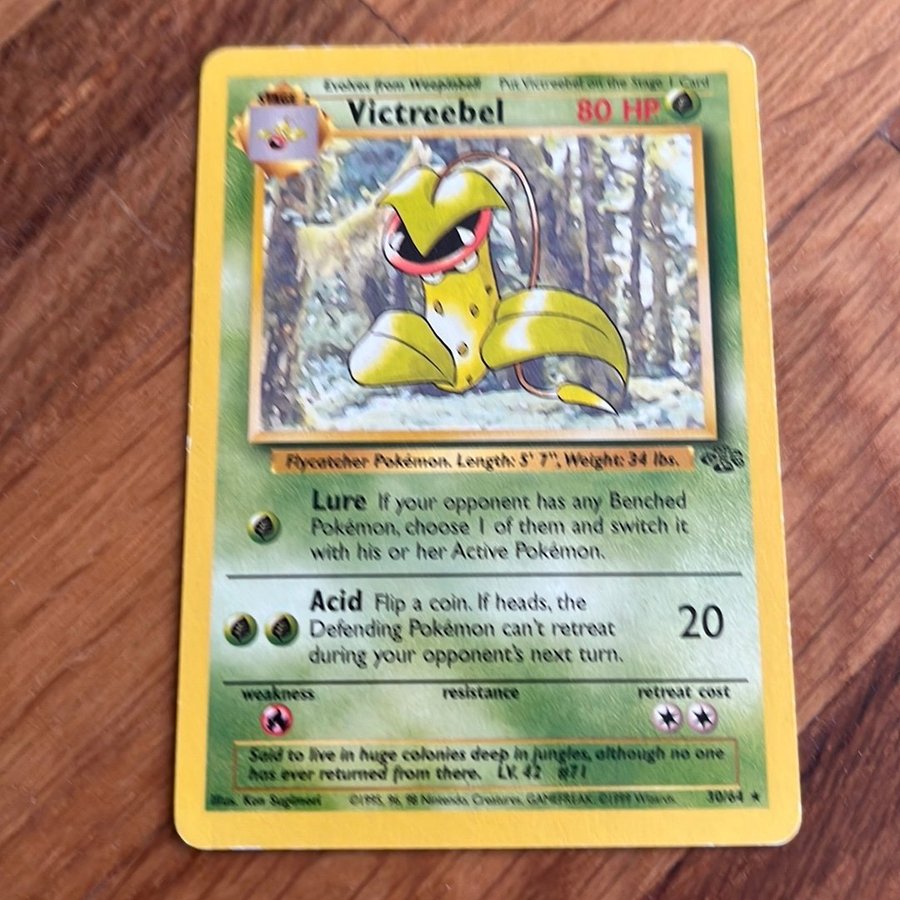 Evolves from Weepinbell Put Victreebel on the Stage 1 Card
STAGE 2
Victreebel 80 HP
Flycatcher Pokémon. Length: 5' 7", Weight: 34 lbs.
Lure If your opponent has any Benched
Pokémon, choose 1 of them and switch it
with his or her Active Pokémon.
Acid Flip a coin. If heads, the
Defending Pokémon can't retreat
during your opponent's next turn.
20
weakness resistance retreat cost
Said to live in huge colonies deep in jungles, although no one
has ever returned from there. LV. 42 #71
Illus. Ken Sugimori ©1995, 96, 98 Nintendo, Creatures, GAMEFREAK. ©1999 Wizards. 30/64 ★